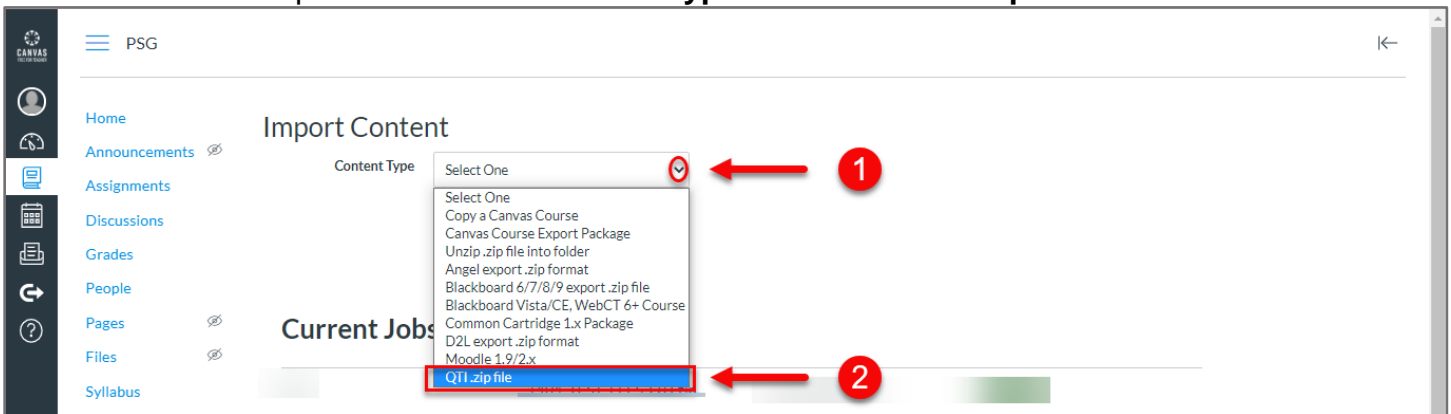 CANVAS
FREE FOR TEACHER
PSG
Home
Announcements
Assignments
Discussions
Grades
People
Pages
Files
Syllabus
Import Content
Content Type
Select One
1
Select One
Copy a Canvas Course
Canvas Course Export Package
Unzip .zip file into folder
Angel export .zip format
Blackboard 6/7/8/9 export .zip file
Blackboard Vista/CE, WebCT 6+ Course
Common Cartridge 1.x Package
D2L export .zip format
Moodle 1.9/2.x
QTI .zip file
2
Current Jobs